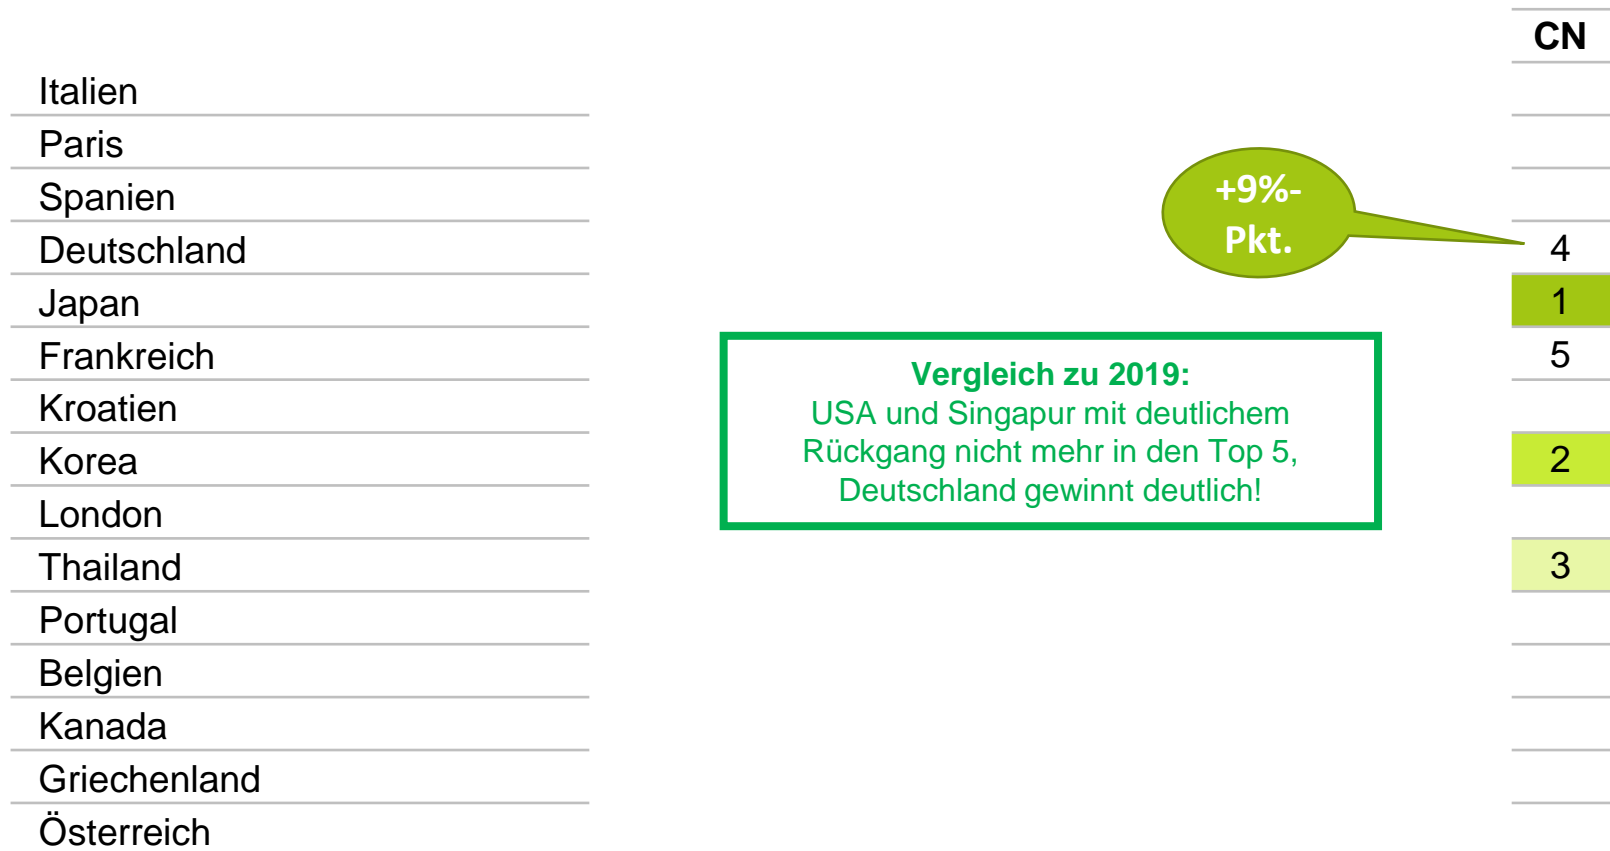 CN
Italien
Paris
Spanien
+9%-
Pkt.
Deutschland 4
Japan 1
Frankreich 5
Vergleich zu 2019:
USA und Singapur mit deutlichem
Rückgang nicht mehr in den Top 5,
Deutschland gewinnt deutlich!
Kroatien
Korea 2
London
Thailand 3
Portugal
Belgien
Kanada
Griechenland
Österreich